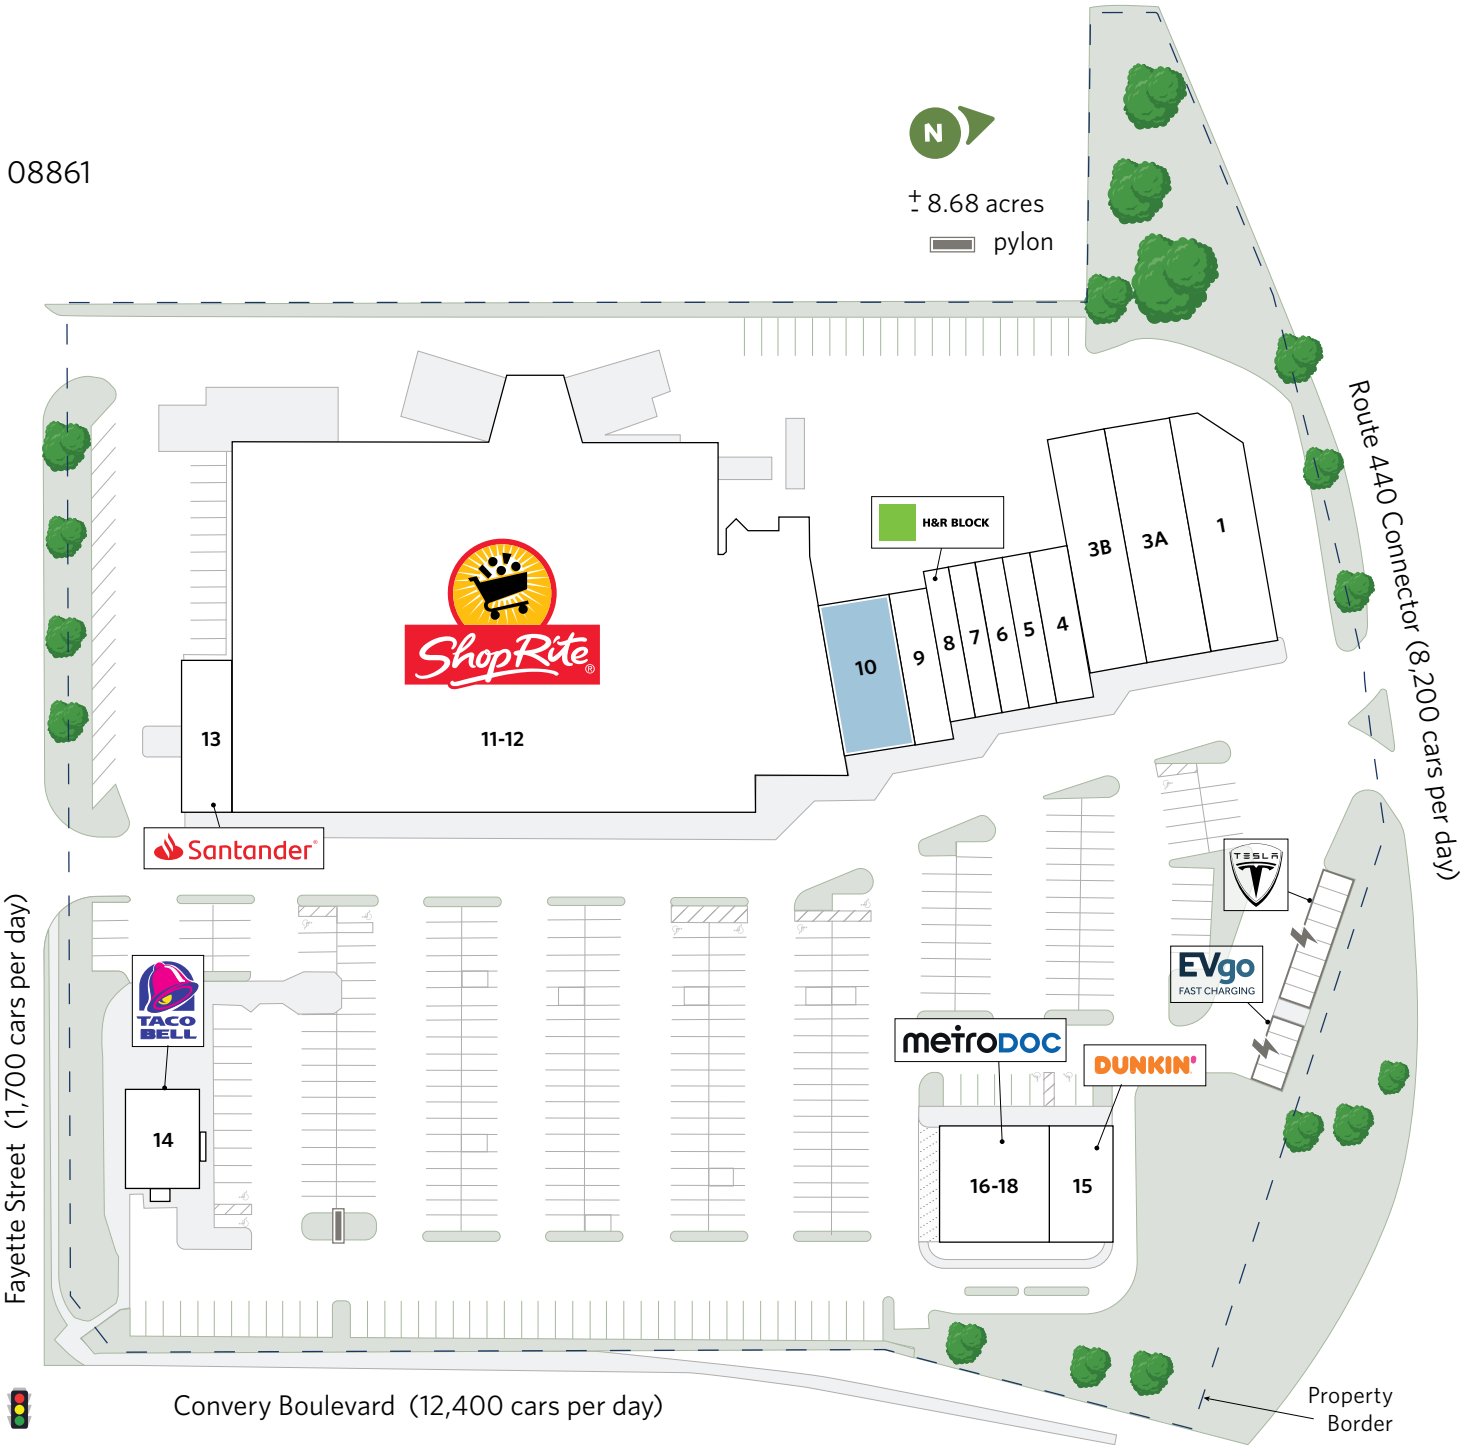 08861
N
+
- 8.68 acres
pylon
Route 440 Connector (8,200 cars per day)
H&R BLOCK
3B
3A
1
10
9
8
7
6
5
4
ShopRite®
11-12
13
Santander®
TESLA
EVgo
FAST CHARGING
TACO
BELL
metroDOC
DUNKIN'
14
16-18
15
Fayette Street (1,700 cars per day)
Convery Boulevard (12,400 cars per day)
Property
Border